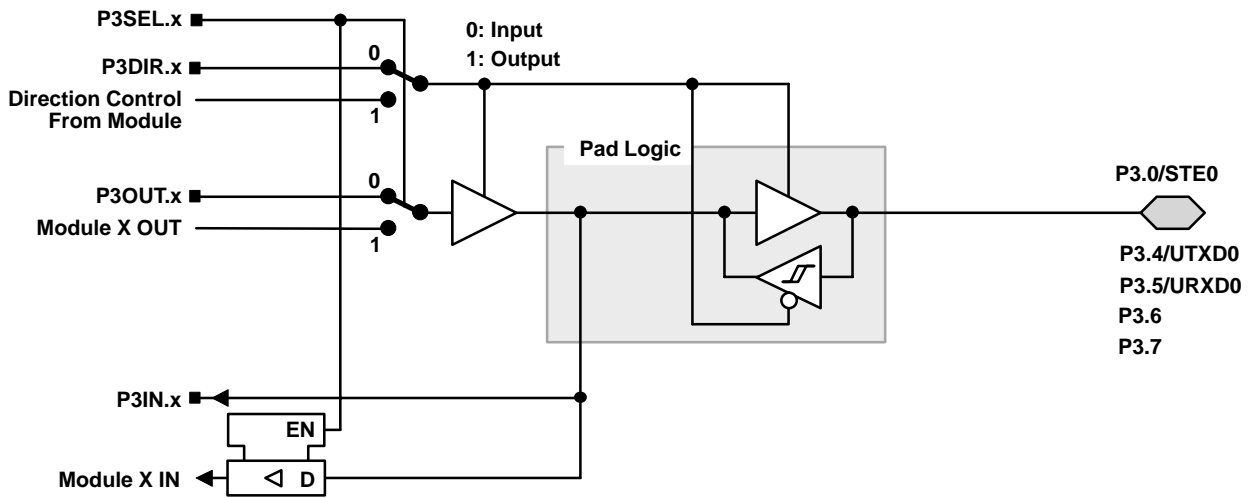 P3SEL.x
0: Input
1: Output
0
P3DIR.x
Direction Control
From Module
1
Pad Logic
P3.0/STE0
0
P3OUT.x
Module X OUT
1
P3.4/UTXD0
P3.5/URXD0
P3.6
P3.7
P3IN.x
EN
Module X IN
D